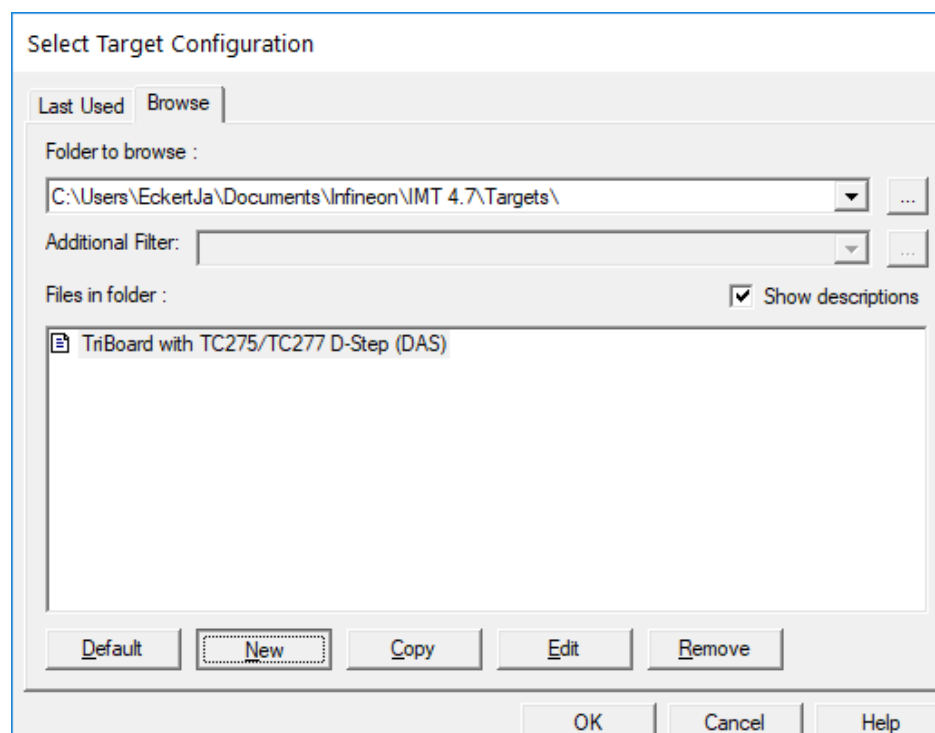 Select Target Configuration
Last Used Browse
Folder to browse :
C:\Users\EckertJa\Documents\Infineon\IMT 4.7\Targets\ ...
Additional Filter: ...
Files in folder : Show descriptions
TriBoard with TC275/TC277 D-Step (DAS)
Default New Copy Edit Remove
OK Cancel Help